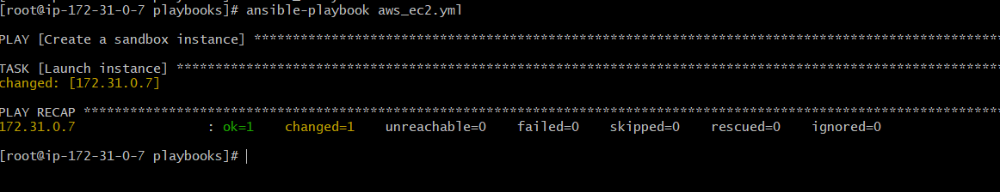 [root@ip-172-31-0-7 playbooks]# ansible-playbook aws_ec2.yml
PLAY [Create a sandbox instance] ************************************************************************************************
TASK [Launch instance] **********************************************************************************************************
changed: [172.31.0.7]
PLAY RECAP **********************************************************************************************************************
172.31.0.7                 : ok=1    changed=1    unreachable=0    failed=0    skipped=0    rescued=0    ignored=0
[root@ip-172-31-0-7 playbooks]#